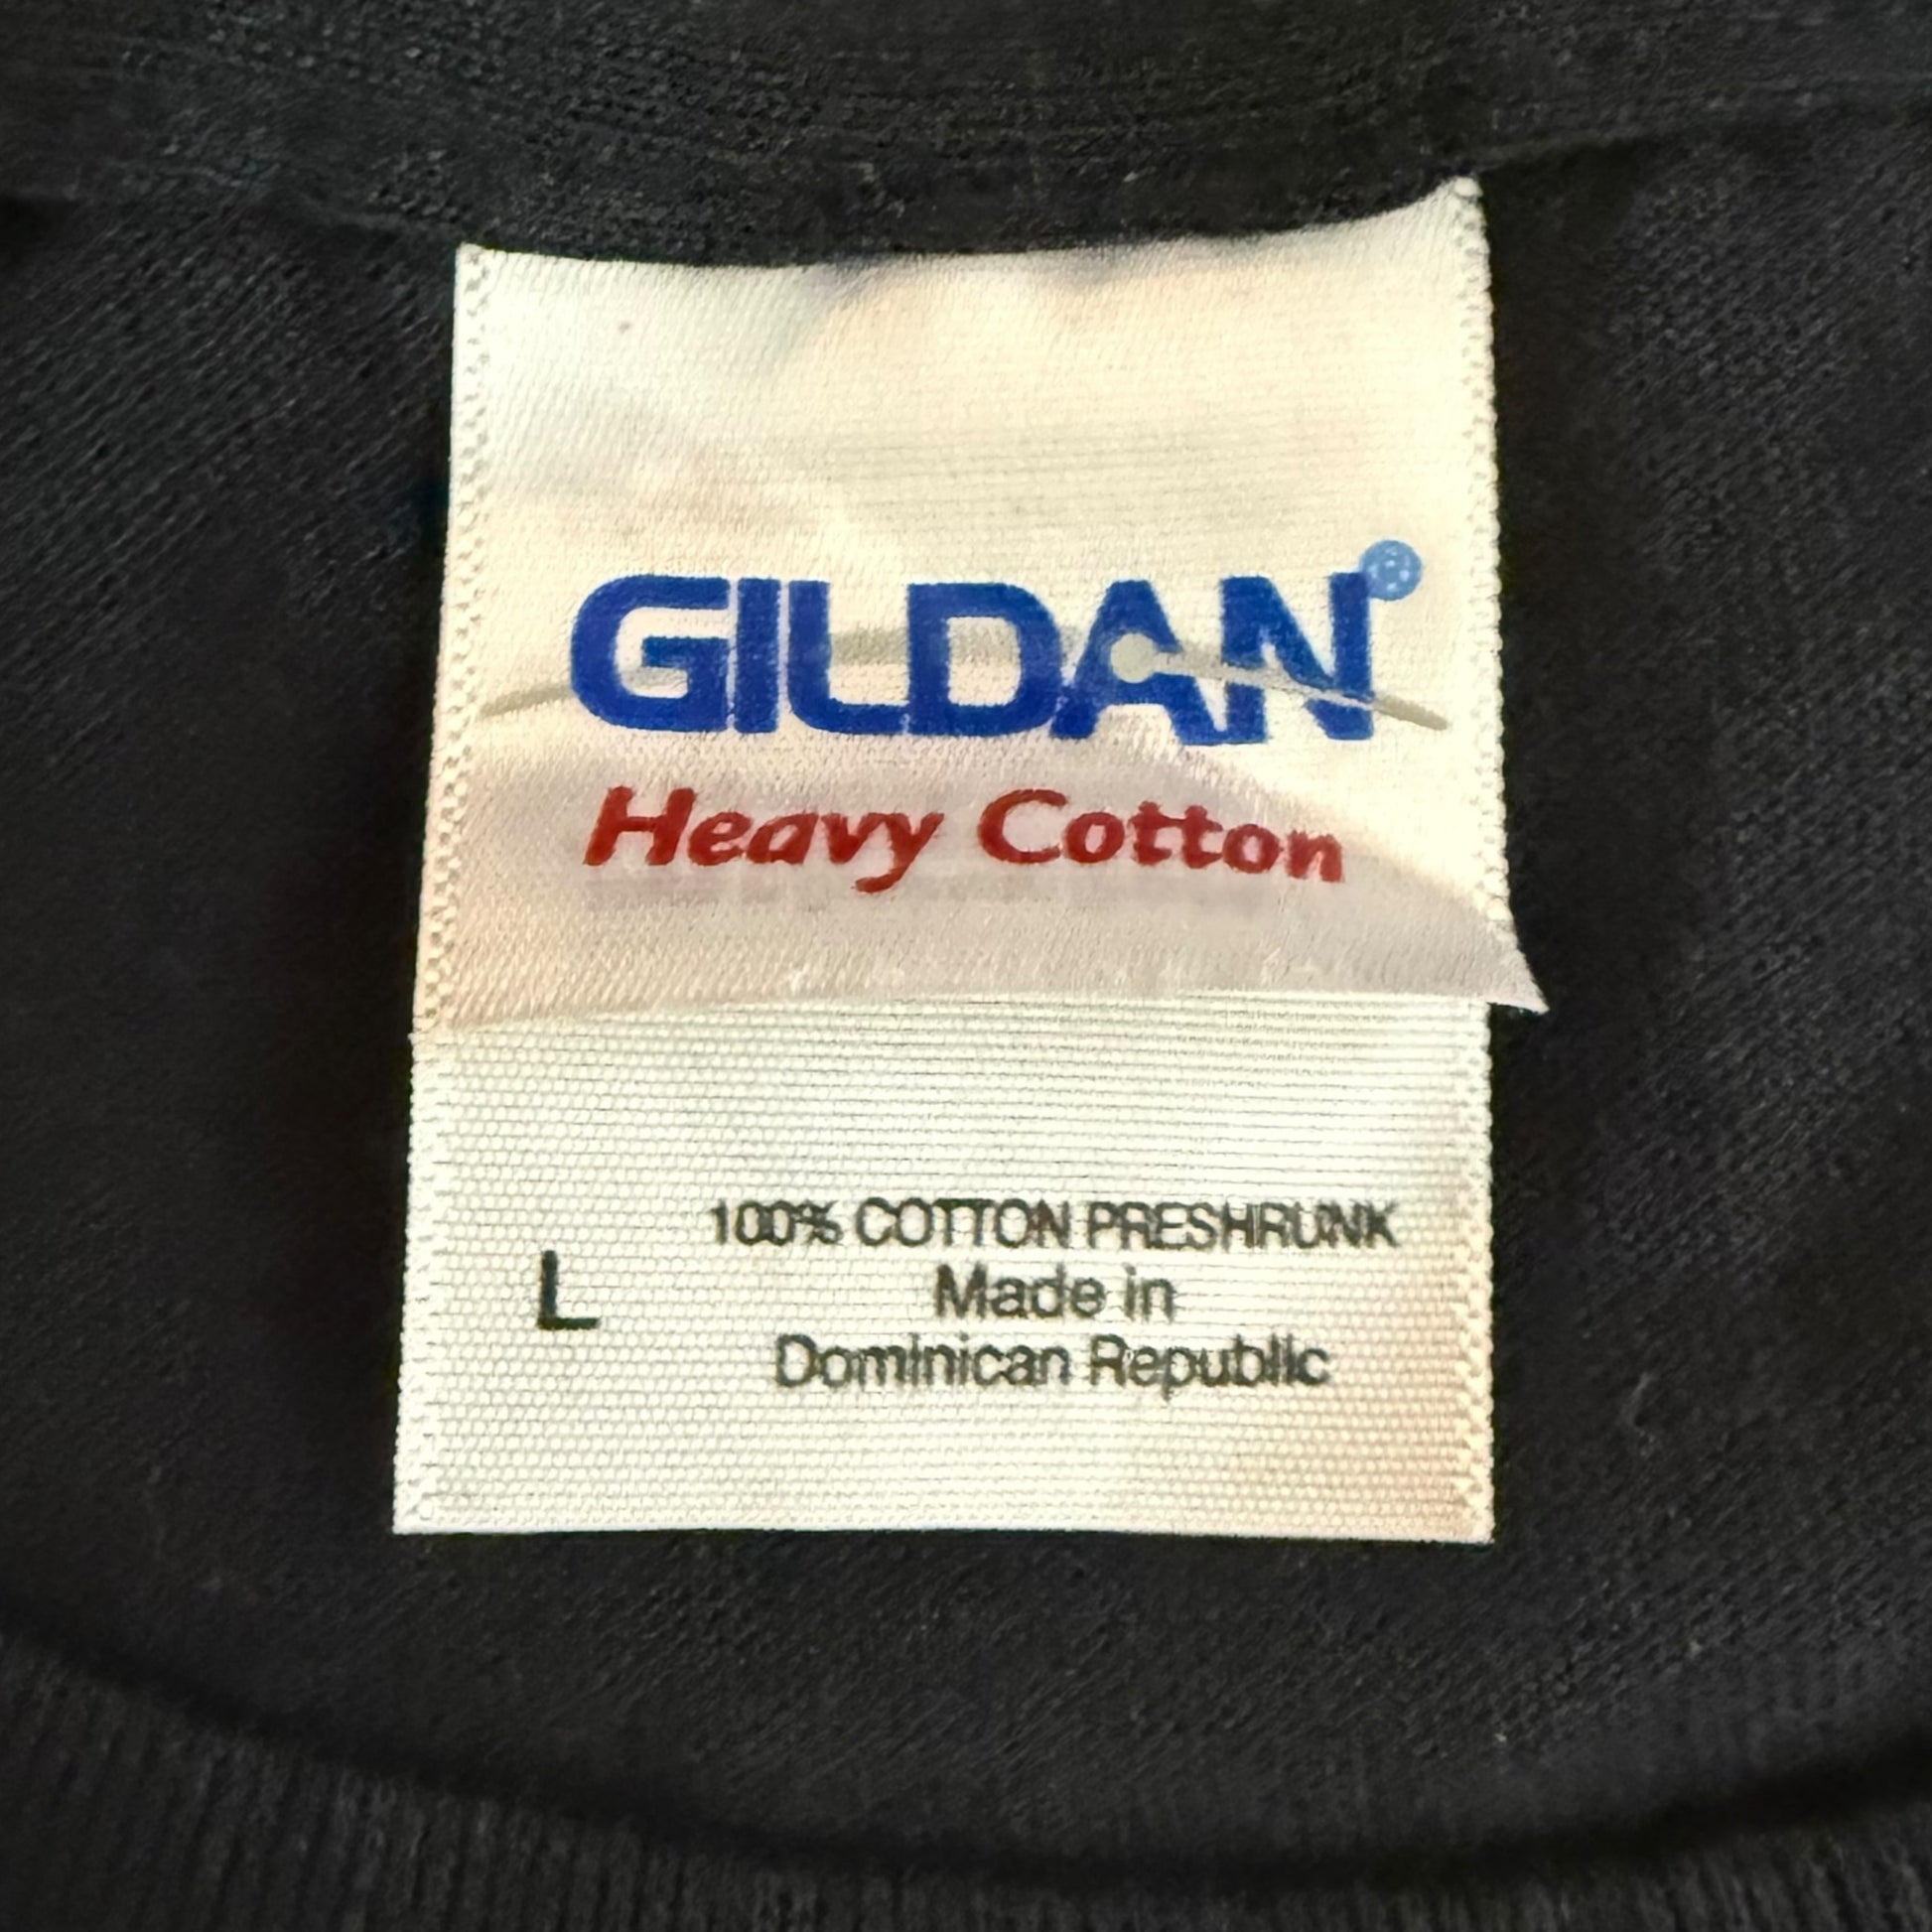 GILDAN
Heavy Cotton
100% COTTON PRESHRUNK
L
Made in
Dominican Republic